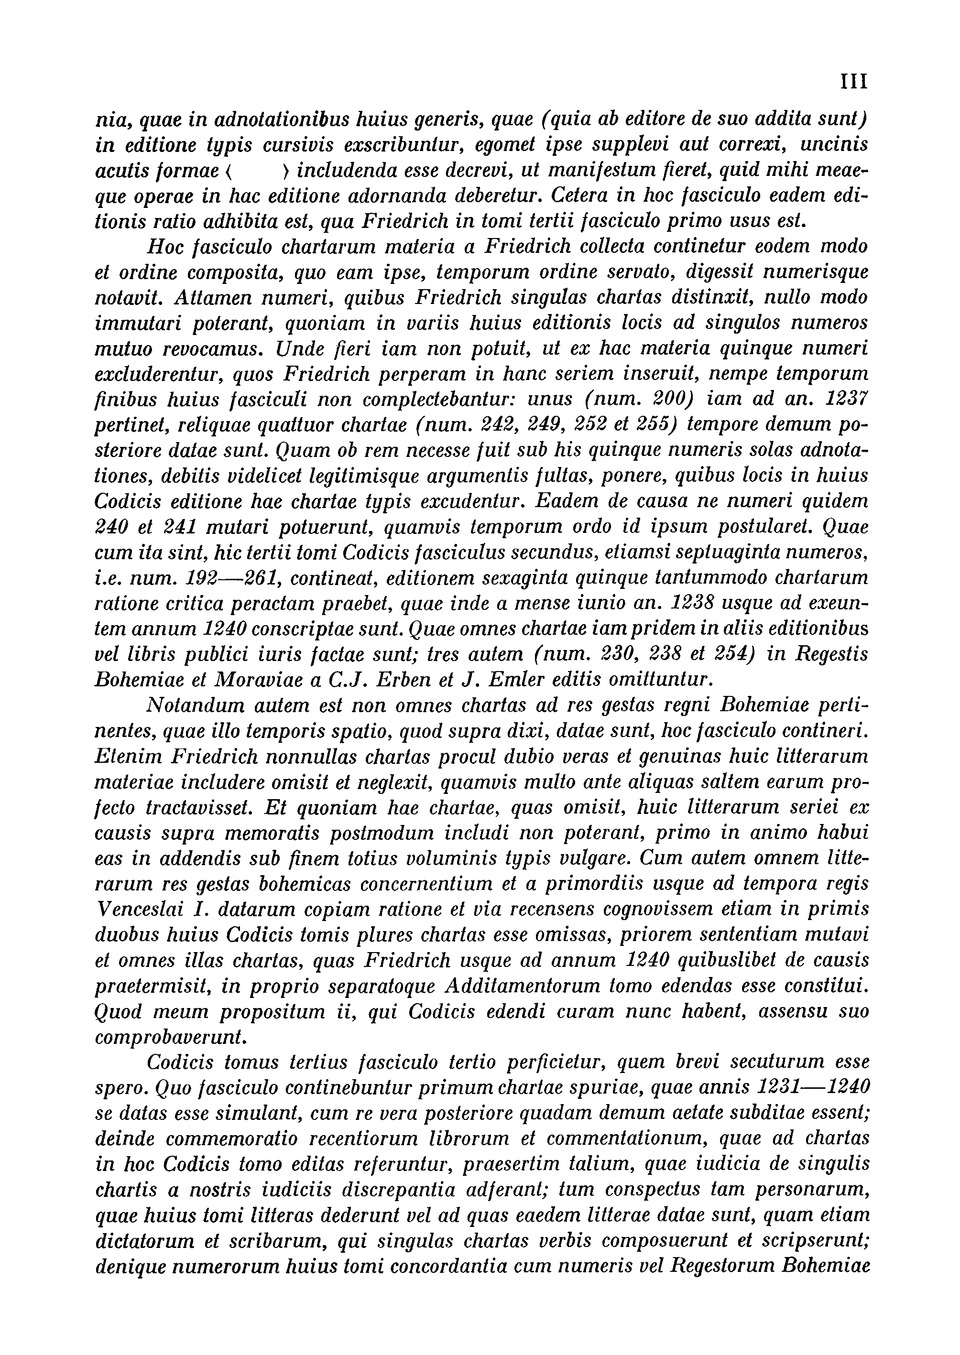 III
nia, quae in adnotationibus huius generis, quae (quia ab editore de suo addita sunt)
in editione typis cursivis exscribuntur, egomet ipse supplevi aut correxi, uncinis
acutis formae ⟨ ⟩ includenda esse decrevi, ut manifestum fieret, quid mihi meae-
que operae in hac editione adornanda deberetur. Cetera in hoc fasciculo eadem edi-
tionis ratio adhibita est, qua Friedrich in tomi tertii fasciculo primo usus est.
Hoc fasciculo chartarum materia a Friedrich collecta continetur eodem modo
et ordine composita, quo eam ipse, temporum ordine servato, digessit numerisque
notavit. Attamen numeri, quibus Friedrich singulas chartas distinxit, nullo modo
immutari poterant, quoniam in variis huius editionis locis ad singulos numeros
mutuo revocamus. Unde fieri iam non potuit, ut ex hac materia quinque numeri
excluderentur, quos Friedrich perperam in hanc seriem inseruit, nempe temporum
finibus huius fasciculi non complectebantur: unus (num. 200) iam ad an. 1237
pertinet, reliquae quattuor chartae (num. 242, 249, 252 et 255) tempore demum po-
steriore datae sunt. Quam ob rem necesse fuit sub his quinque numeris solas adnota-
tiones, debitis videlicet legitimisque argumentis fultas, ponere, quibus locis in huius
Codicis editione hae chartae typis excudentur. Eadem de causa ne numeri quidem
240 et 241 mutari potuerunt, quamvis temporum ordo id ipsum postularet. Quae
cum ita sint, hic tertii tomi Codicis fasciculus secundus, etiamsi septuaginta numeros,
i.e. num. 192—261, contineat, editionem sexaginta quinque tantummodo chartarum
ratione critica peractam praebet, quae inde a mense iunio an. 1238 usque ad exeun-
tem annum 1240 conscriptae sunt. Quae omnes chartae iam pridem in aliis editionibus
vel libris publici iuris factae sunt; tres autem (num. 230, 238 et 254) in Regestis
Bohemiae et Moraviae a C.J. Erben et J. Emler editis omittuntur.
Notandum autem est non omnes chartas ad res gestas regni Bohemiae perti-
nentes, quae illo temporis spatio, quod supra dixi, datae sunt, hoc fasciculo contineri.
Etenim Friedrich nonnullas chartas procul dubio veras et genuinas huic litterarum
materiae includere omisit et neglexit, quamvis multo ante aliquas saltem earum pro-
fecto tractavisset. Et quoniam hae chartae, quas omisit, huic litterarum seriei ex
causis supra memoratis postmodum includi non poterant, primo in animo habui
eas in addendis sub finem totius voluminis typis vulgare. Cum autem omnem litte-
rarum res gestas bohemicas concernentium et a primordiis usque ad tempora regis
Venceslai I. datarum copiam ratione et via recensens cognovissem etiam in primis
duobus huius Codicis tomis plures chartas esse omissas, priorem sententiam mutavi
et omnes illas chartas, quas Friedrich usque ad annum 1240 quibuslibet de causis
praetermisit, in proprio separatoque Additamentorum tomo edendas esse constitui.
Quod meum propositum ii, qui Codicis edendi curam nunc habent, assensu suo
comprobaverunt.
Codicis tomus tertius fasciculo tertio perficietur, quem brevi secuturum esse
spero. Quo fasciculo continebuntur primum chartae spuriae, quae annis 1231—1240
se datas esse simulant, cum re vera posteriore quadam demum aetate subditae essent;
deinde commemoratio recentiorum librorum et commentationum, quae ad chartas
in hoc Codicis tomo editas referuntur, praesertim talium, quae iudicia de singulis
chartis a nostris iudiciis discrepantia adferant; tum conspectus tam personarum,
quae huius tomi litteras dederunt vel ad quas eaedem litterae datae sunt, quam etiam
dictatorum et scribarum, qui singulas chartas verbis composuerunt et scripserunt;
denique numerorum huius tomi concordantia cum numeris vel Regestorum Bohemiae